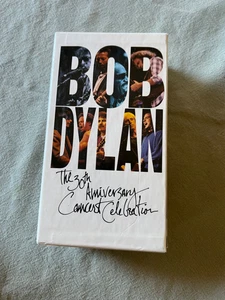 BOB
DYLAN
The 30th
Anniversary
Concert Celebration